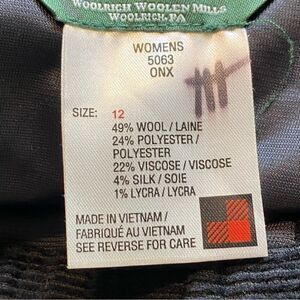 WOOLRICH WOOLEN MILLS
WOOLRICH, PA
WOMENS
5063
ONX
SIZE: 12
49% WOOL / LAINE
24% POLYESTER /
POLYESTER
22% VISCOSE / VISCOSE
4% SILK / SOIE
1% LYCRA / LYCRA
MADE IN VIETNAM /
FABRIQUÉ AU VIETNAM
SEE REVERSE FOR CARE